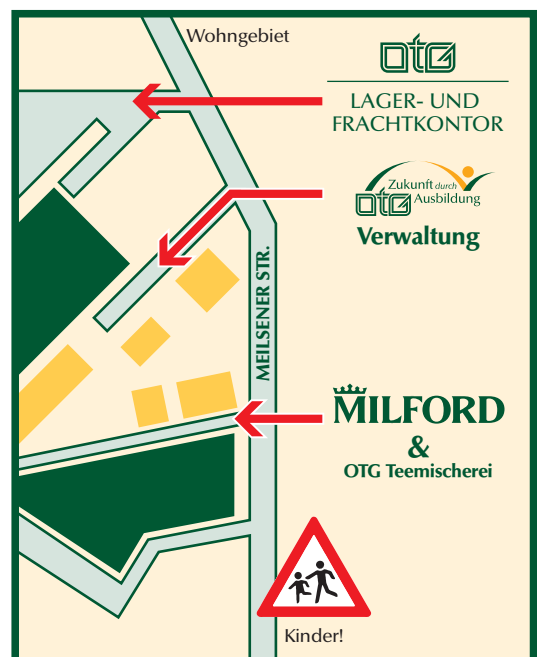 Wohngebiet
OTG
LAGER- UND
FRACHTKONTOR
Zukunft durch
OTG Ausbildung
Verwaltung
MEILSENER STR.
MILFORD
&
OTG Teemischerei
Kinder!